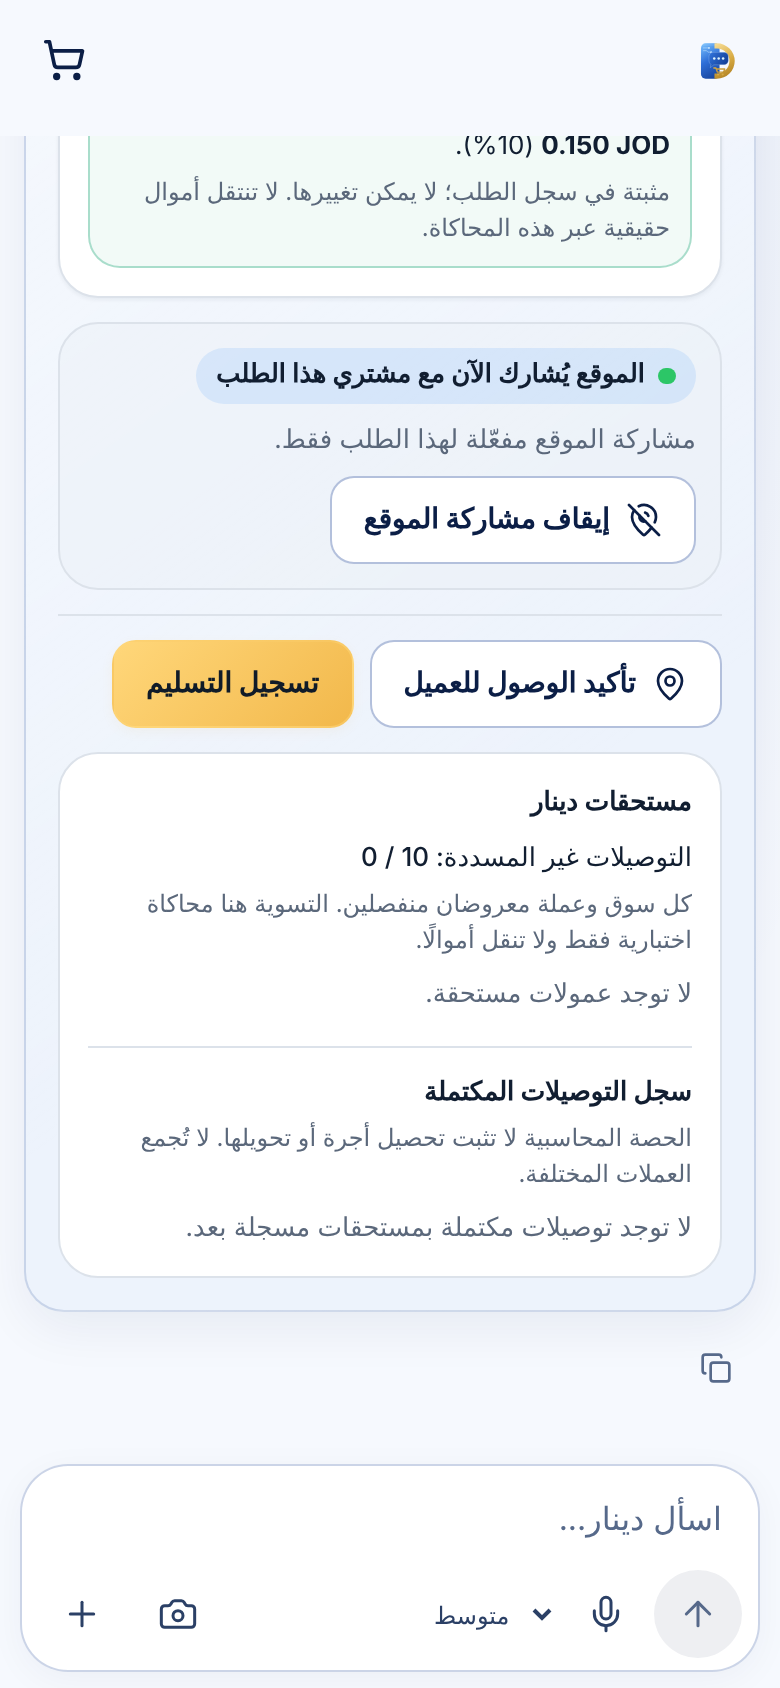 0.150 JOD (10%).
مثبتة في سجل الطلب؛ لا يمكن تغييرها. لا تنتقل أموال
حقيقية عبر هذه المحاكاة.
الموقع يُشارك الآن مع مشتري هذا الطلب
مشاركة الموقع مفعّلة لهذا الطلب فقط.
إيقاف مشاركة الموقع
تأكيد الوصول للعميل
تسجيل التسليم
مستحقات دينار
التوصيلات غير المسددة: 10 / 0
كل سوق وعملة معروضان منفصلين. التسوية هنا محاكاة
اختبارية فقط ولا تنقل أموالًا.
لا توجد عمولات مستحقة.
سجل التوصيلات المكتملة
الحصة المحاسبية لا تثبت تحصيل أجرة أو تحويلها. لا تُجمع
العملات المختلفة.
لا توجد توصيلات مكتملة بمستحقات مسجلة بعد.
اسأل دينار...
متوسط